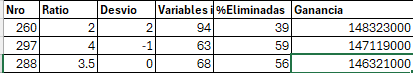 Nro Ratio Desvio Variables i %Eliminadas Ganancia
260 2 2 94 39 148323000
297 4 -1 63 59 147119000
288 3.5 0 68 56 146321000